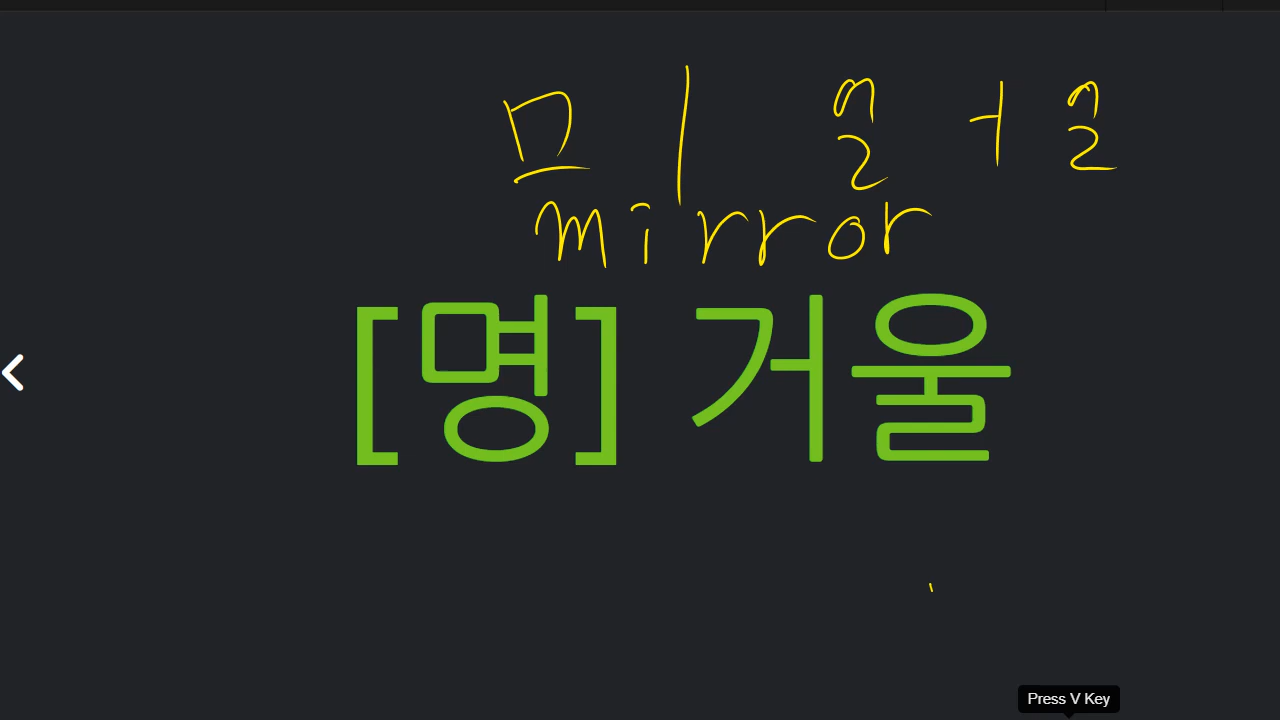 ㅁ ㅣ ㄹ ㅓ ㄹ
mirror
[명] 거울
Press V Key